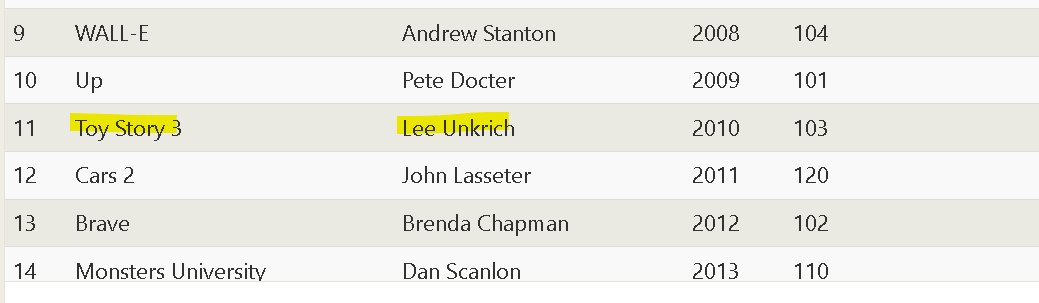 9 WALL-E Andrew Stanton 2008 104
10 Up Pete Docter 2009 101
11 Toy Story 3 Lee Unkrich 2010 103
12 Cars 2 John Lasseter 2011 120
13 Brave Brenda Chapman 2012 102
14 Monsters University Dan Scanlon 2013 110